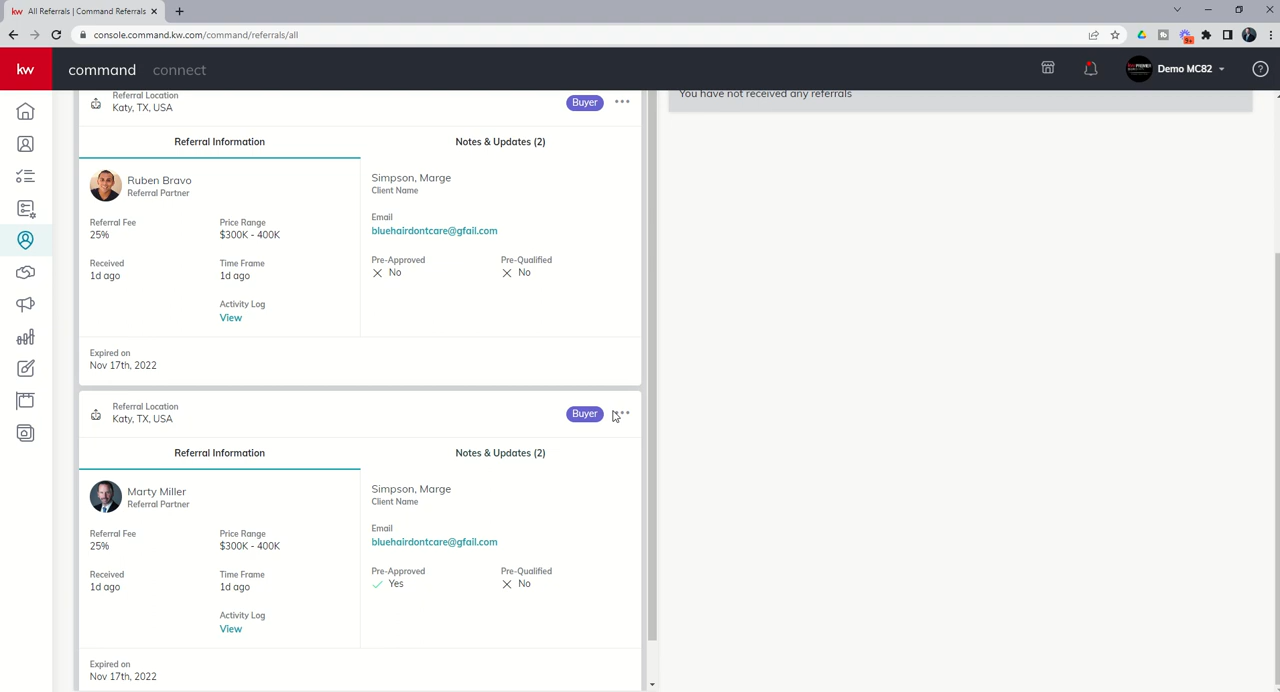 kw All Referrals | Command Referrals
console.command.kw.com/command/referrals/all
9+
kw command connect Demo MC82
Referral Location
Katy, TX, USA
Buyer
You have not received any referrals
Referral Information Notes & Updates (2)
Ruben Bravo
Referral Partner
Simpson, Marge
Client Name
Referral Fee
25%
Price Range
$300K - 400K
Email
bluehairdontcare@gfail.com
Received
1d ago
Time Frame
1d ago
Pre-Approved
No
Pre-Qualified
No
Activity Log
View
Expired on
Nov 17th, 2022
Referral Location
Katy, TX, USA
Buyer
Referral Information Notes & Updates (2)
Marty Miller
Referral Partner
Simpson, Marge
Client Name
Referral Fee
25%
Price Range
$300K - 400K
Email
bluehairdontcare@gfail.com
Received
1d ago
Time Frame
1d ago
Pre-Approved
Yes
Pre-Qualified
No
Activity Log
View
Expired on
Nov 17th, 2022